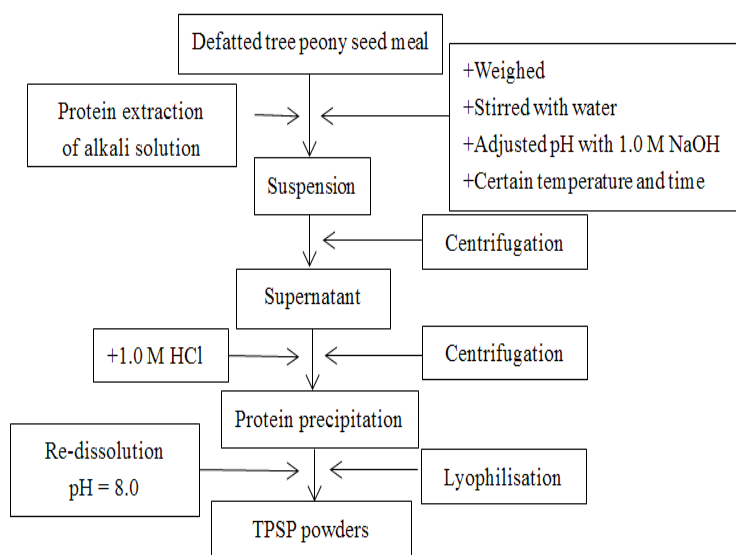 Defatted tree peony seed meal
+Weighed
+Stirred with water
+Adjusted pH with 1.0 M NaOH
+Certain temperature and time
Protein extraction
of alkali solution
Suspension
Centrifugation
Supernatant
+1.0 M HCl
Centrifugation
Protein precipitation
Re-dissolution
pH = 8.0
Lyophilisation
TPSP powders